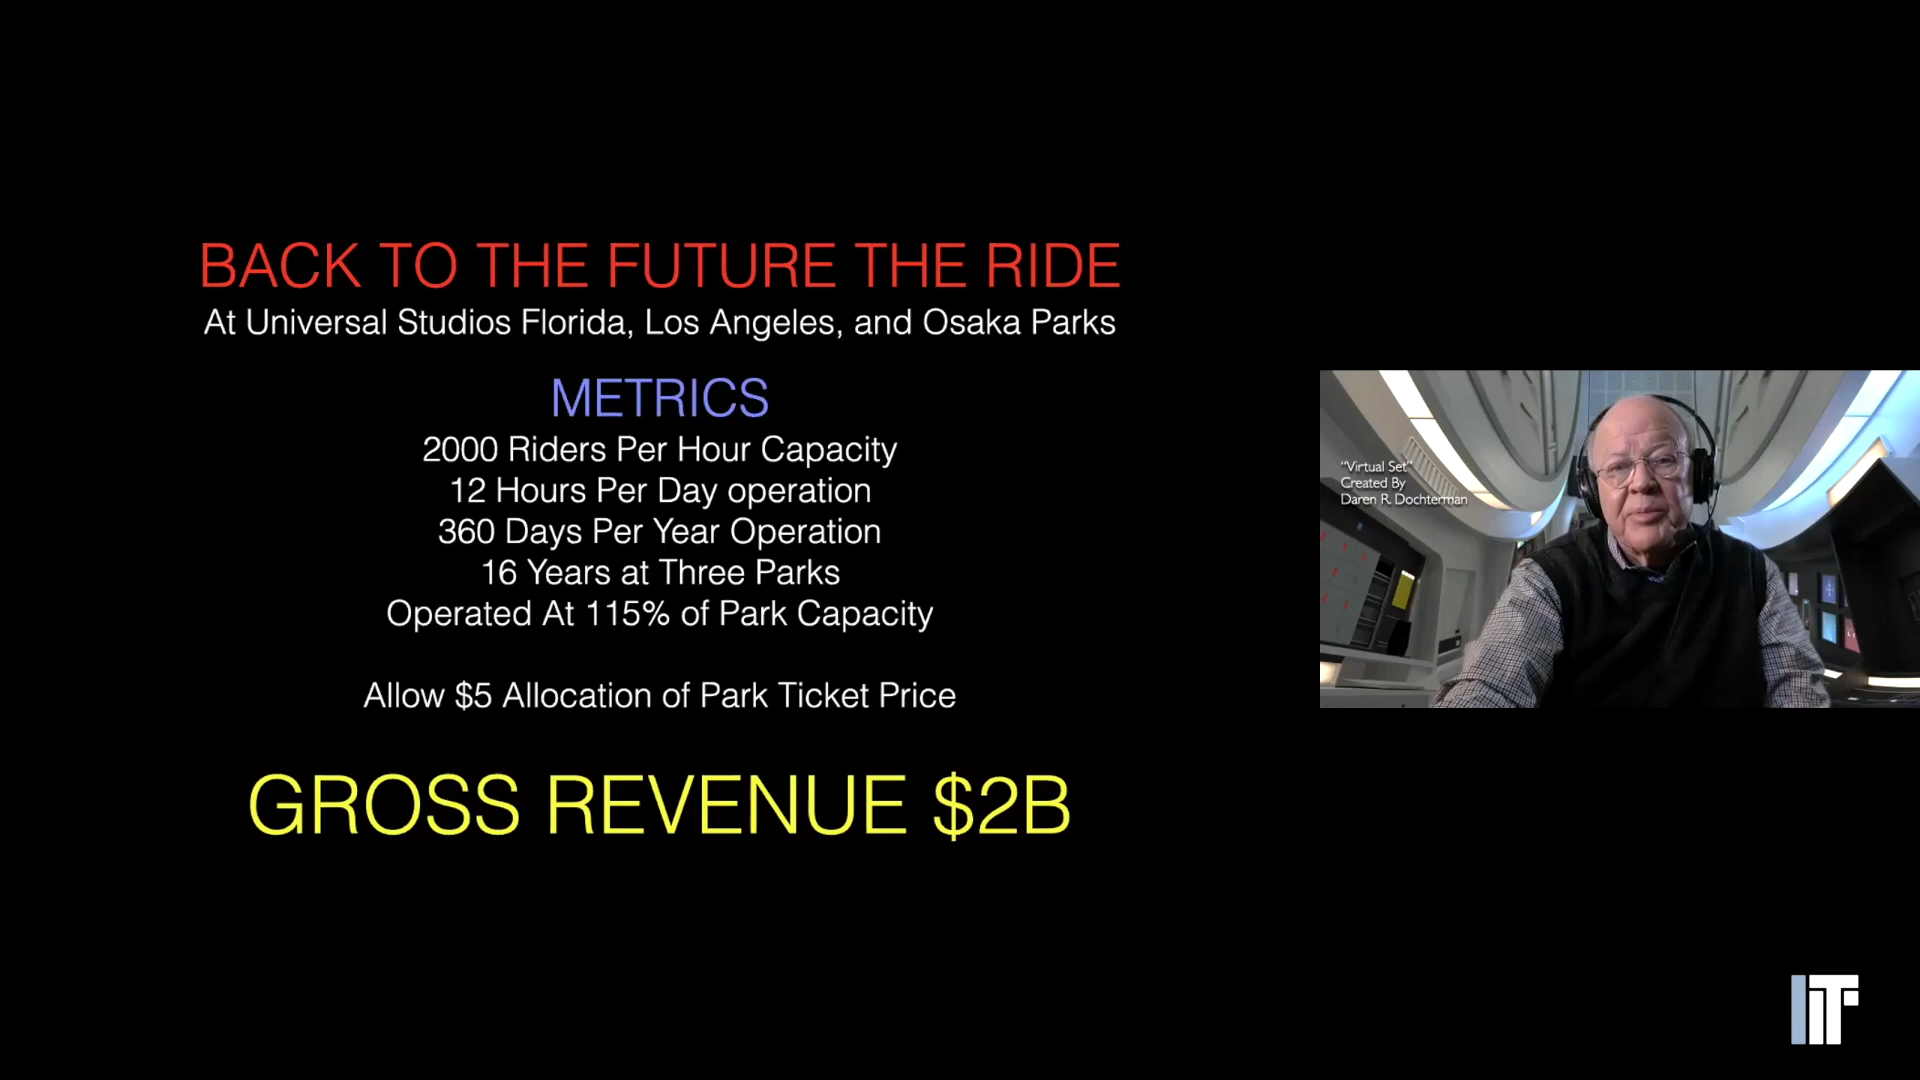 BACK TO THE FUTURE THE RIDE
At Universal Studios Florida, Los Angeles, and Osaka Parks
METRICS
2000 Riders Per Hour Capacity
12 Hours Per Day operation
360 Days Per Year Operation
16 Years at Three Parks
Operated At 115% of Park Capacity
Allow $5 Allocation of Park Ticket Price
GROSS REVENUE $2B
"Virtual Set"
Created By
Daren R. Dochterman
IITF